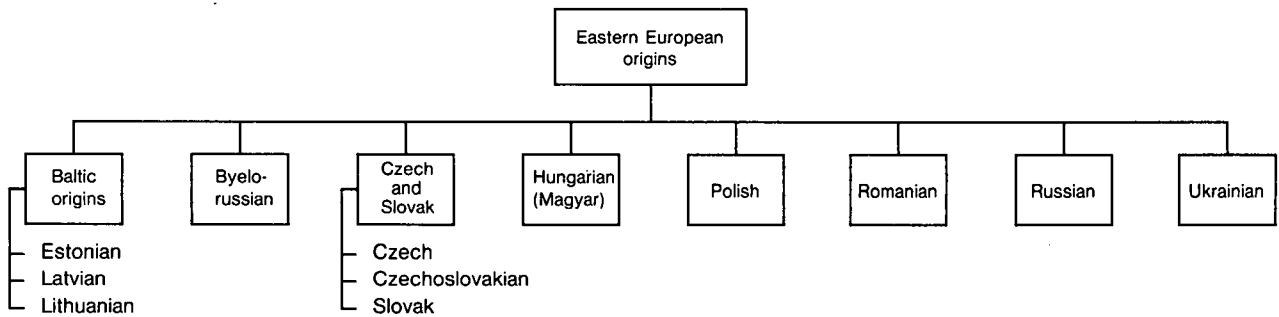 Eastern European
origins
Baltic
origins
Byelo-
russian
Czech
and
Slovak
Hungarian
(Magyar)
Polish
Romanian
Russian
Ukrainian
Estonian
Latvian
Lithuanian
Czech
Czechoslovakian
Slovak